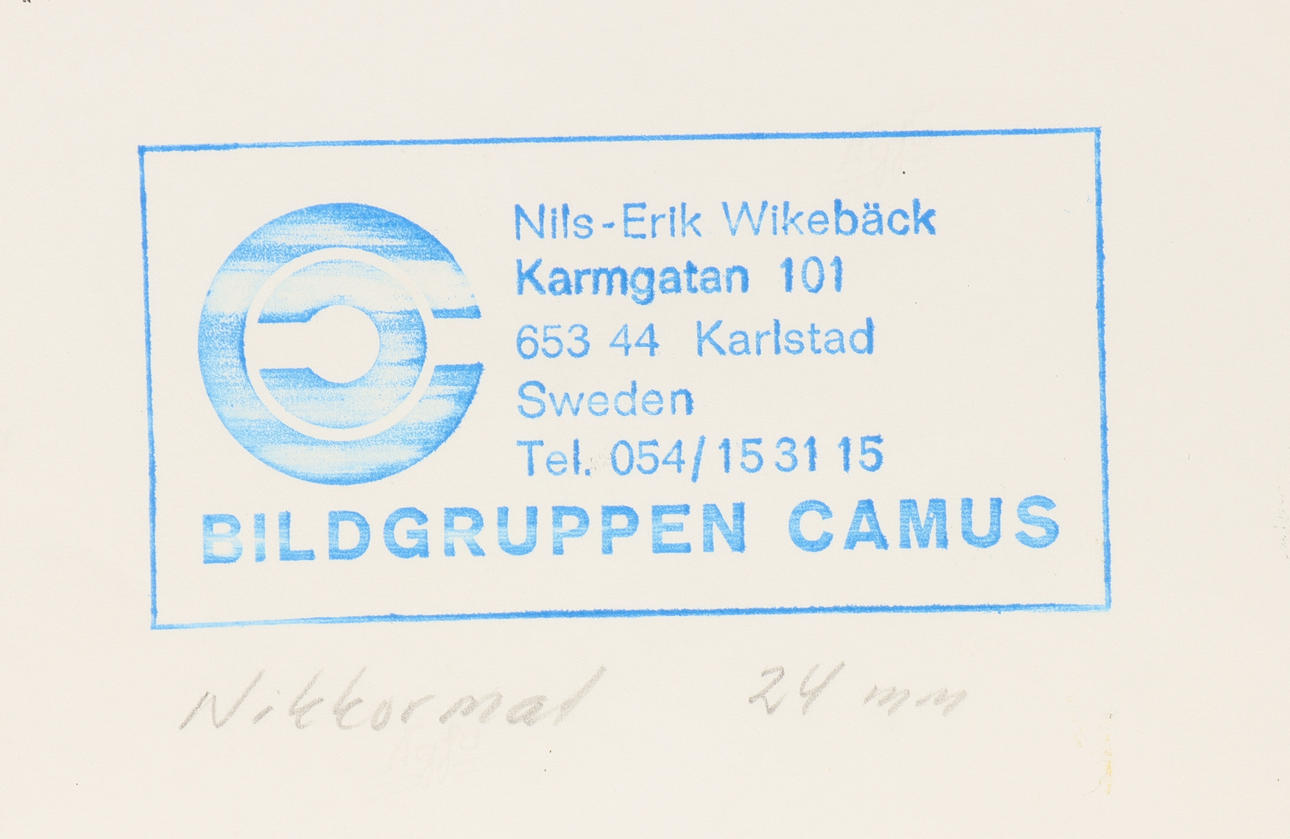 Nils-Erik Wikebäck
Karmgatan 101
653 44 Karlstad
Sweden
Tel. 054/15 31 15
BILDGRUPPEN CAMUS
Nikkormat 24 mm